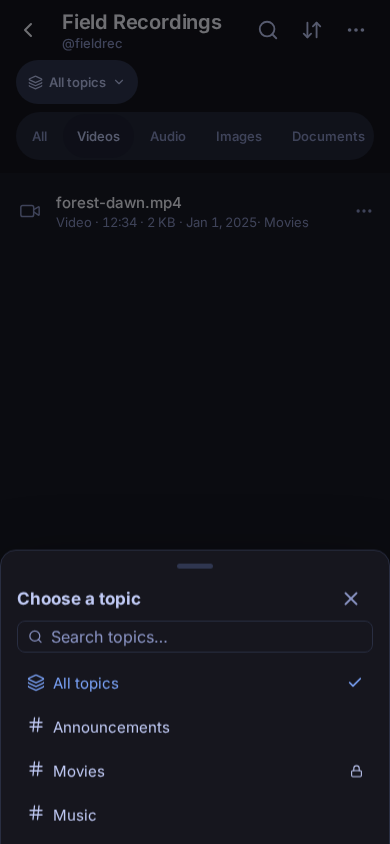 Field Recordings
@fieldrec
All topics
All Videos Audio Images Documents
forest-dawn.mp4
Video · 12:34 · 2 KB · Jan 1, 2025· Movies
Choose a topic
Search topics...
All topics
Announcements
Movies
Music